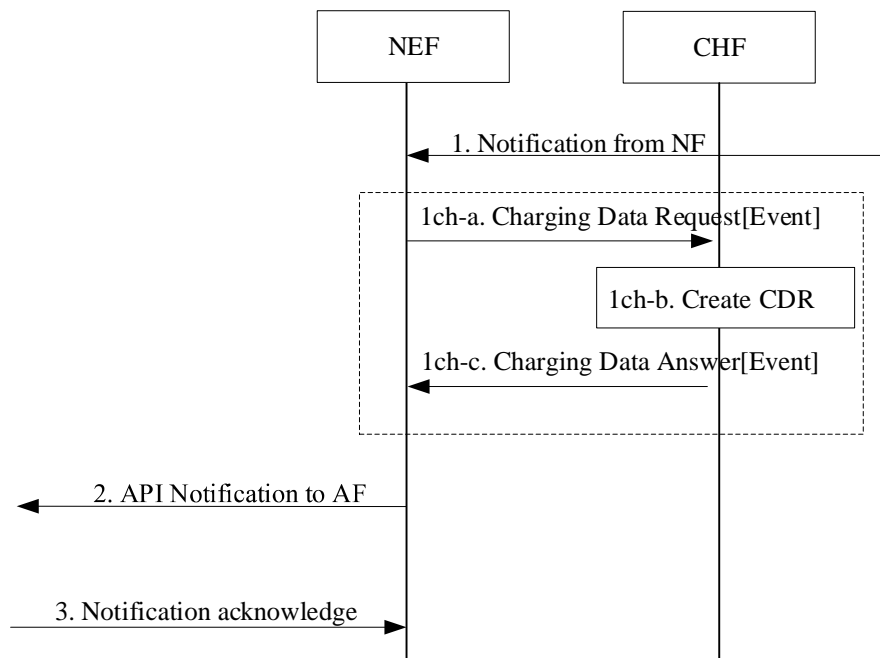 NEF
CHF
1. Notification from NF
1ch-a. Charging Data Request[Event]
1ch-b. Create CDR
1ch-c. Charging Data Answer[Event]
2. API Notification to AF
3. Notification acknowledge